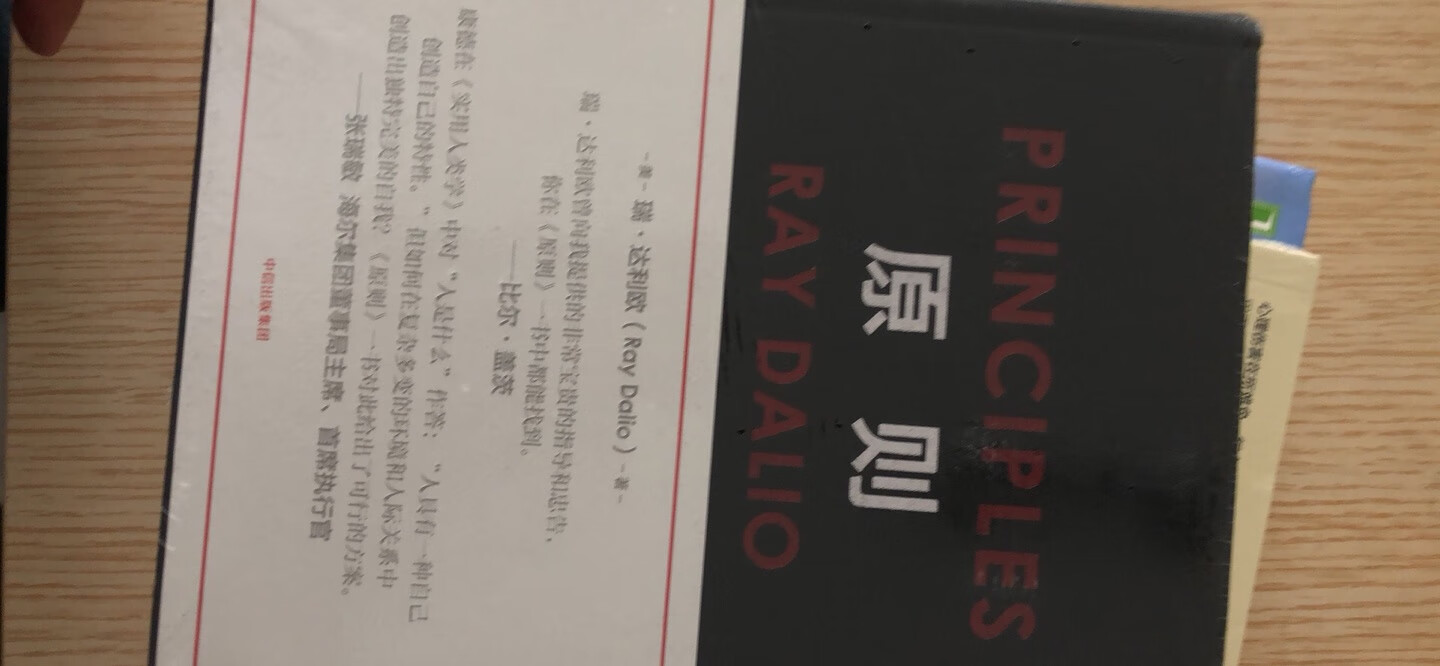 PRINCIPLES
原则
RAY DALIO
-美- 瑞·达利欧（Ray Dalio）-著-
瑞·达利欧曾向我提供的非常宝贵的指导和忠告，
你在《原则》一书中都能找到。
——比尔·盖茨
康德在《实用人类学》中对“人是什么”作答：“人具有一种自己
创造自己的特性。”但如何在复杂多变的环境和人际关系中
创造出独特完美的自我？《原则》一书对此给出了可行的方案。
——张瑞敏 海尔集团董事局主席、首席执行官
中信出版集团